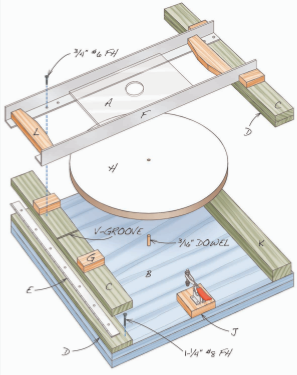 3/4" #6 FH
A
F
C
D
L
H
V-GROOVE
3/16" DOWEL
K
G
B
E
C
J
D
1-1/4" #8 FH